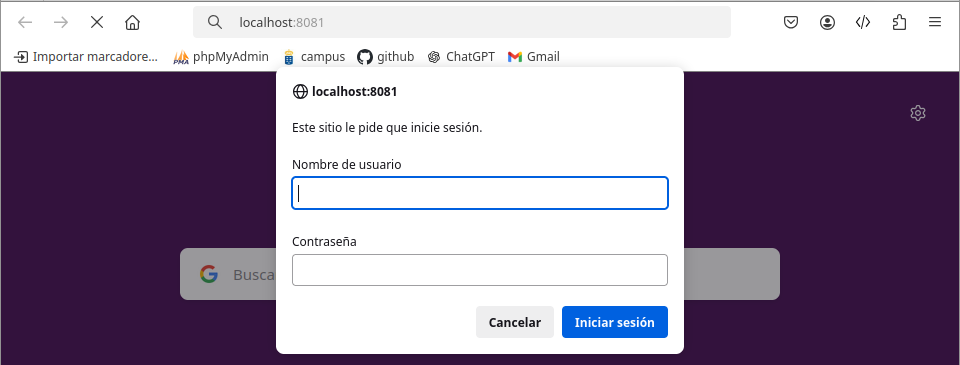 localhost:8081
Importar marcadore... phpMyAdmin campus github ChatGPT Gmail
localhost:8081
Este sitio le pide que inicie sesión.
Nombre de usuario
Contraseña
Busca
Cancelar Iniciar sesión